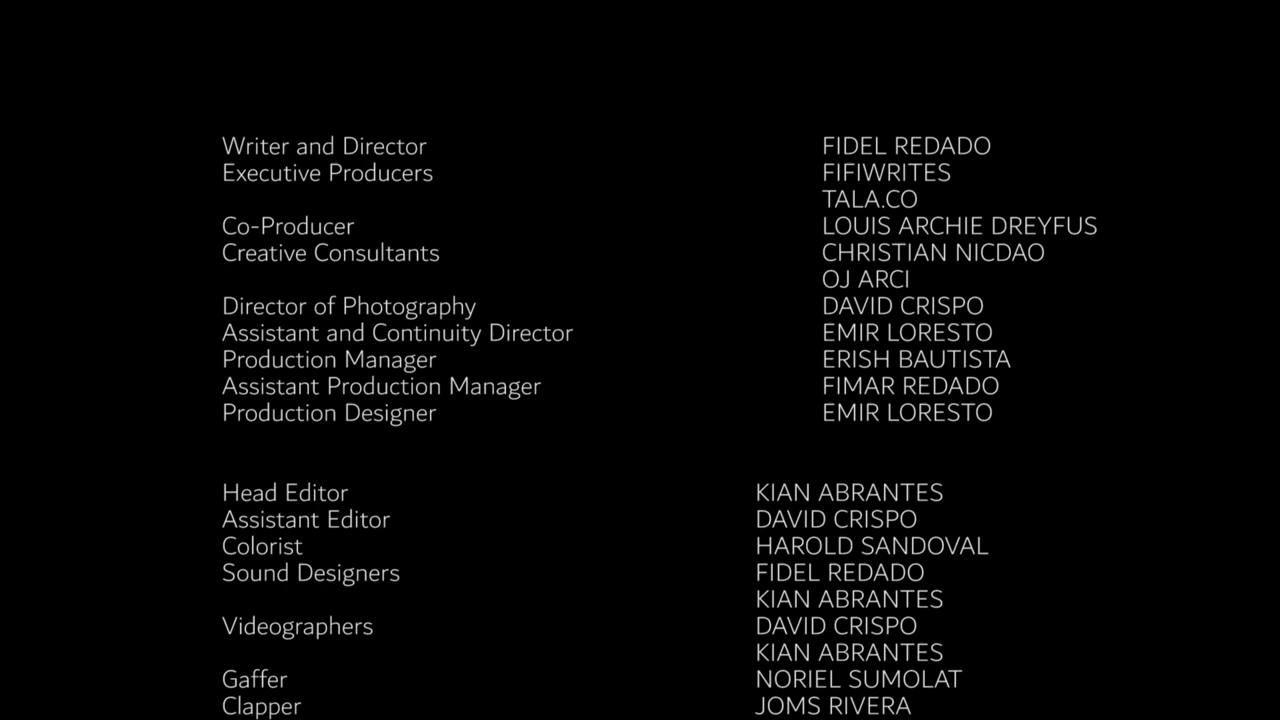 Writer and Director FIDEL REDADO
Executive Producers FIFIWRITES
TALA.CO
Co-Producer LOUIS ARCHIE DREYFUS
Creative Consultants CHRISTIAN NICDAO
OJ ARCI
Director of Photography DAVID CRISPO
Assistant and Continuity Director EMIR LORESTO
Production Manager ERISH BAUTISTA
Assistant Production Manager FIMAR REDADO
Production Designer EMIR LORESTO
Head Editor KIAN ABRANTES
Assistant Editor DAVID CRISPO
Colorist HAROLD SANDOVAL
Sound Designers FIDEL REDADO
KIAN ABRANTES
Videographers DAVID CRISPO
KIAN ABRANTES
Gaffer NORIEL SUMOLAT
Clapper JOMS RIVERA